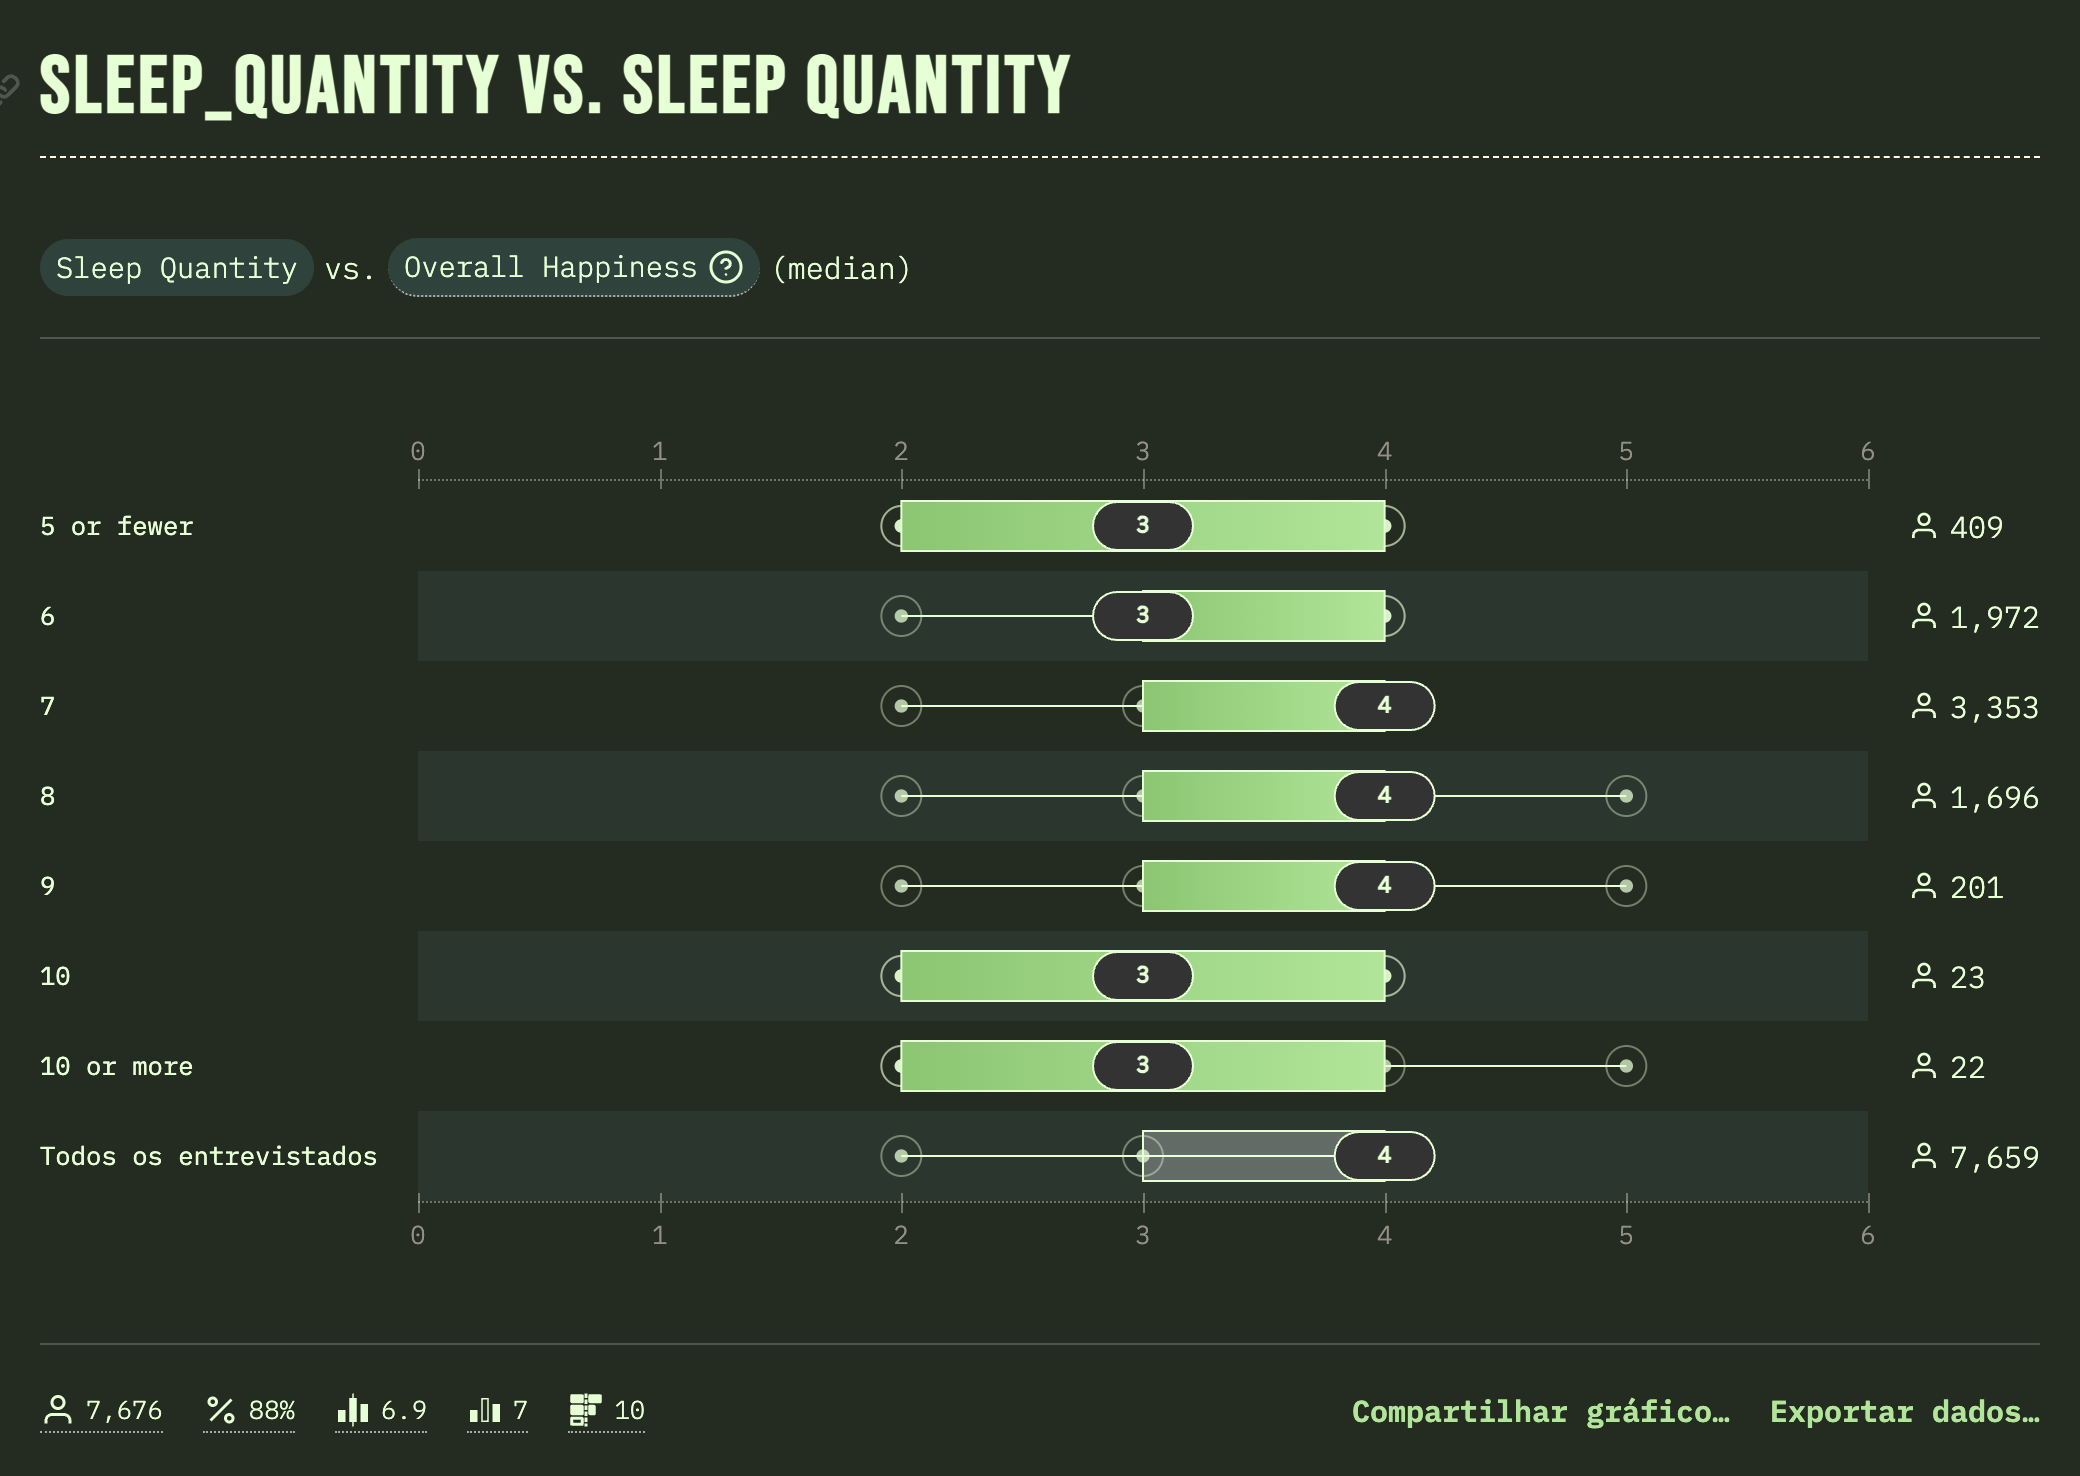 SLEEP_QUANTITY VS. SLEEP QUANTITY
Sleep Quantity vs. Overall Happiness ? (median)
0 1 2 3 4 5 6
5 or fewer 3 409
6 3 1,972
7 4 3,353
8 4 1,696
9 4 201
10 3 23
10 or more 3 22
Todos os entrevistados 4 7,659
0 1 2 3 4 5 6
7,676 % 88% 6.9 7 10 Compartilhar gráfico… Exportar dados…